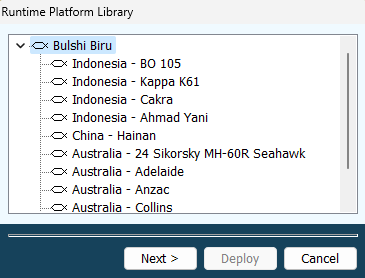 Runtime Platform Library
Bulshi Biru
Indonesia - BO 105
Indonesia - Kappa K61
Indonesia - Cakra
Indonesia - Ahmad Yani
China - Hainan
Australia - 24 Sikorsky MH-60R Seahawk
Australia - Adelaide
Australia - Anzac
Australia - Collins
Next >
Deploy
Cancel